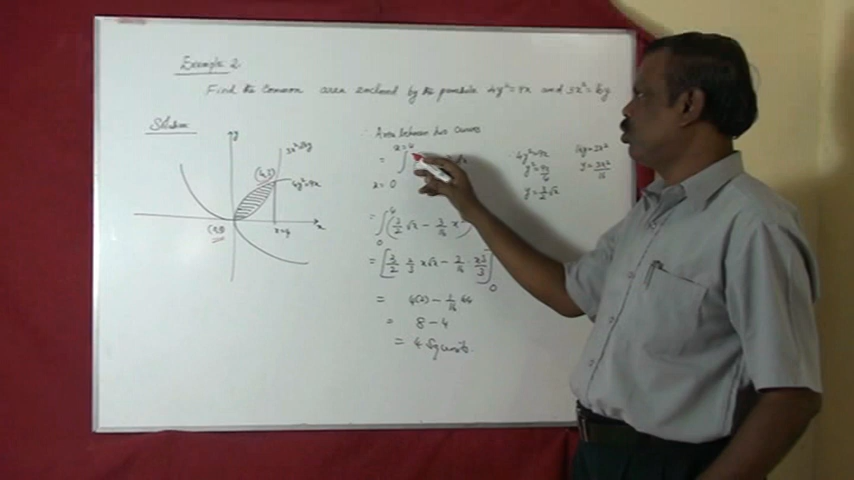 Example 2
Find the Common area enclosed by the parabola 4y² = 9x and 3x² = 16y
Solution
y
3x² = 16y
(4,3)
4y² = 9x
x
(0,0)
x = 4
Area between two curves
x = 4
= ∫
x = 0
= ∫₀⁴ (3/2 √x − 3/16 x²
= [3/2 · 2/3 x√x − 3/16 · x³/3]₀
= 4(2) − 1/16 64
= 8 − 4
= 4 sq units.
4y² = 9x
y² = 9x/4
y = 3/2 √x
16y = 3x²
y = 3x²/16